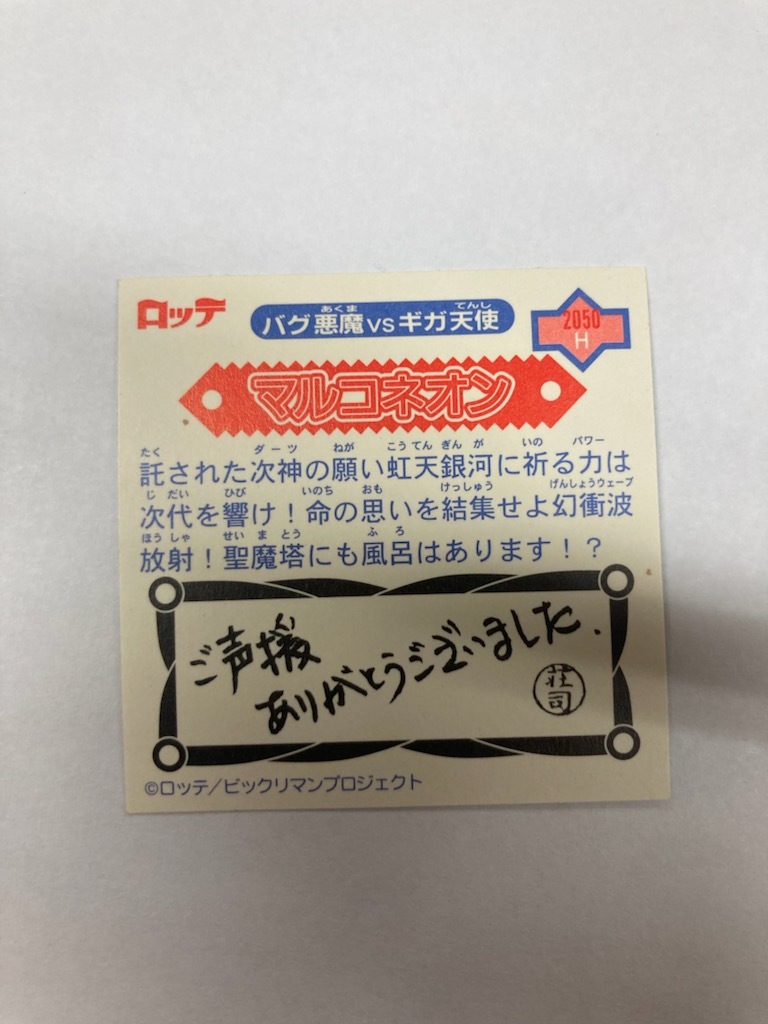 ロッテ
バグ悪魔VSギガ天使
あくま てんし
2050
H
マルコネオン
たく ダーツ ねが こうてんぎんが いの パワー
託された次神の願い虹天銀河に祈る力は
じだい ひび いのち おも けっしゅう げんしょうウェーブ
次代を響け!命の思いを結集せよ幻衝波
ほうしゃ せいまとう ふろ
放射!聖魔塔にも風呂はあります!?
ご声援
ありがとうございました.
荘司
©ロッテ/ビックリマンプロジェクト